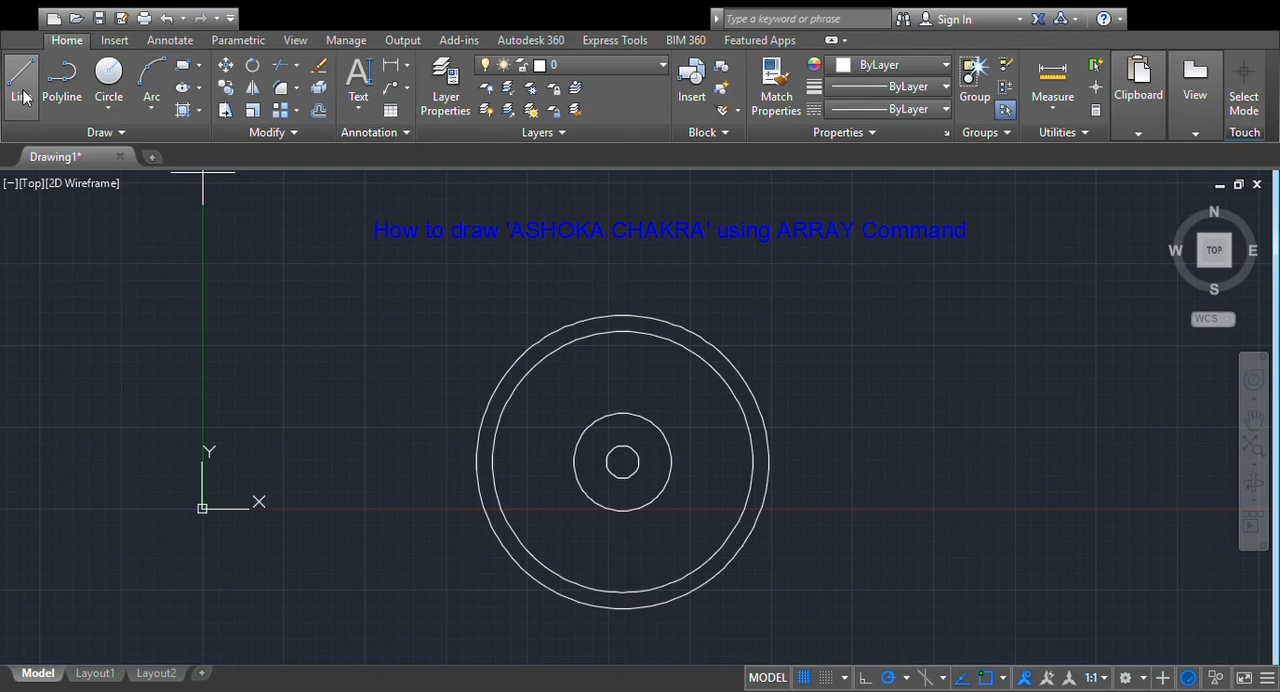 Type a keyword or phrase
Sign In
Home Insert Annotate Parametric View Manage Output Add-ins Autodesk 360 Express Tools BIM 360 Featured Apps
Polyline Circle Arc
Draw
Modify
Text
Annotation
Layer Properties
0
Layers
Insert
Block
Match Properties
ByLayer
ByLayer
ByLayer
Properties
Group
Groups
Measure
Utilities
Clipboard
View
Select Mode
Touch
Drawing1*
[−][Top][2D Wireframe]
How to draw 'ASHOKA CHAKRA' using ARRAY Command
N
W TOP E
S
WCS
Y
X
Model Layout1 Layout2
MODEL
1:1